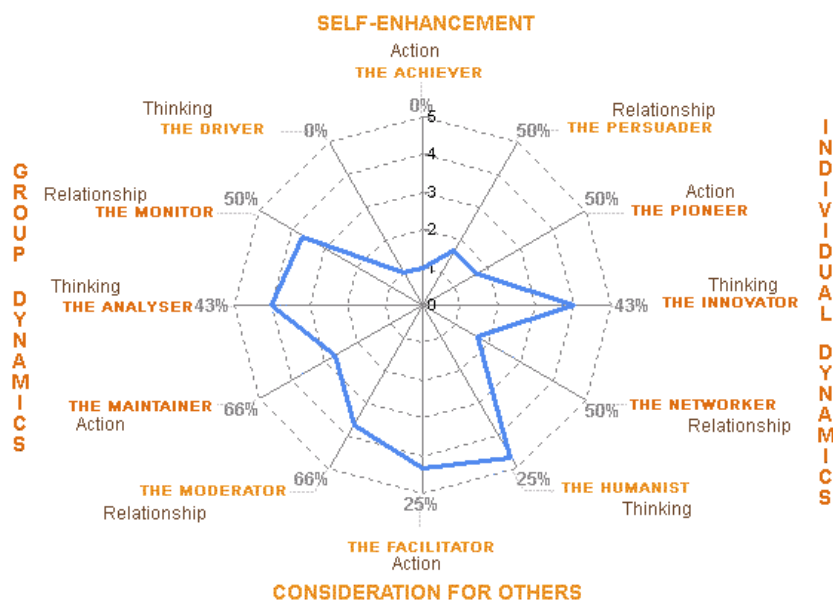 SELF-ENHANCEMENT
Action
THE ACHIEVER
0%
Thinking
THE DRIVER
0%
Relationship
THE PERSUADER
50%
Relationship
THE MONITOR
50%
Action
THE PIONEER
50%
Thinking
THE ANALYSER
43%
Thinking
THE INNOVATOR
43%
THE MAINTAINER
Action
66%
THE NETWORKER
Relationship
50%
THE MODERATOR
Relationship
66%
THE HUMANIST
Thinking
25%
25%
THE FACILITATOR
Action
CONSIDERATION FOR OTHERS
5
4
3
2
1
0
GROUP DYNAMICS
INDIVIDUAL DYNAMICS